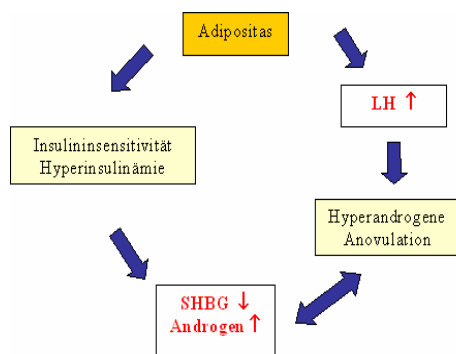 Adipositas
LH ↑
Insulininsensitivität
Hyperinsulinämie
Hyperandrogene
Anovulation
SHBG ↓
Androgen ↑